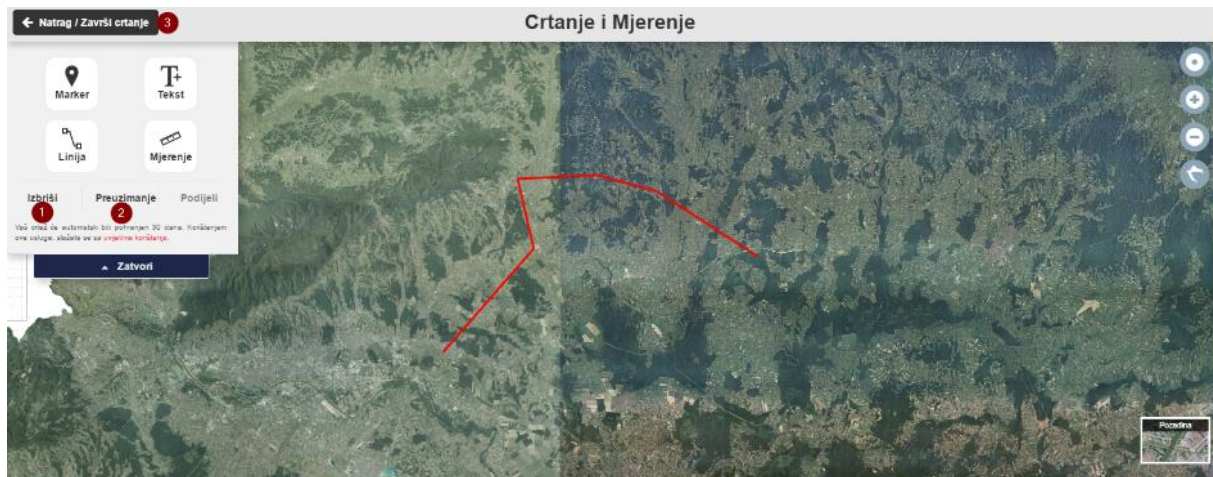 Natrag / Završi crtanje 3
Crtanje i Mjerenje
Marker
Tekst
Linija
Mjerenje
Izbriši Preuzimanje Podijeli
1 2
Vaš crtež će automatski biti pohranjen 30 dana. Korištenjem
ove usluge, slažete se sa uvjetima korištenja.
Zatvori
Pozadina